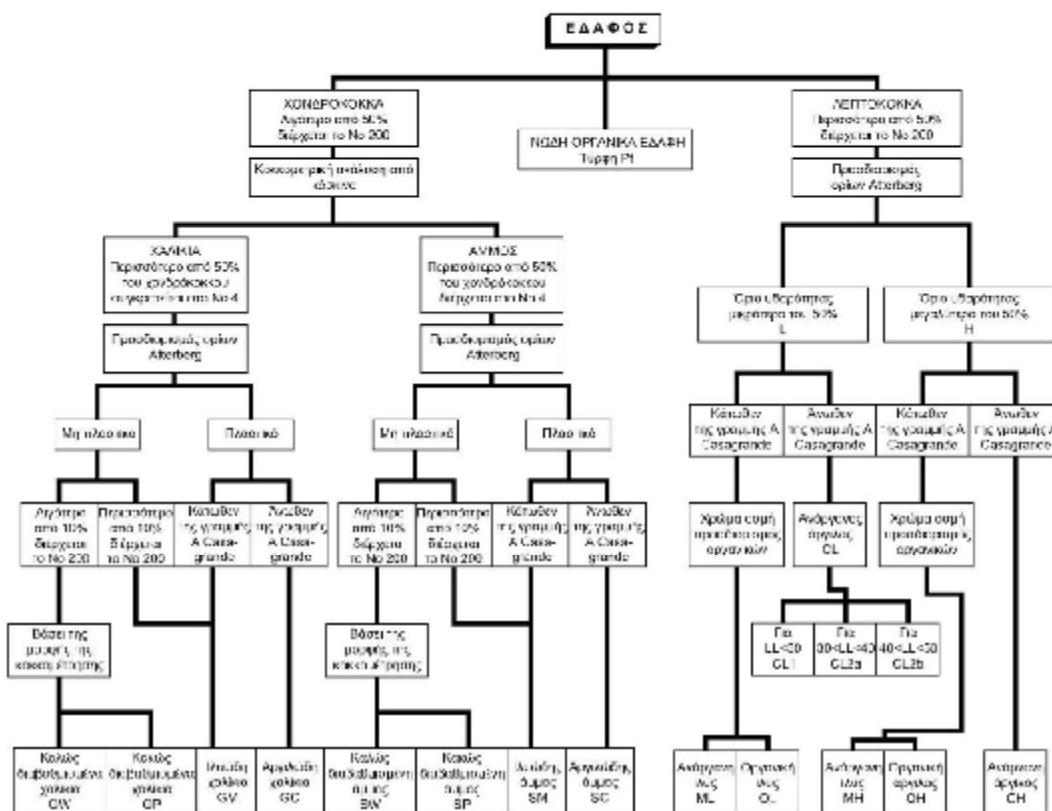 ΕΔΑΦΟΣ
ΧΟΝΔΡΟΚΟΚΚΑ
Λιγότερο από 50%
διέρχεται το No 200
ΝΩΔΗ ΟΡΓΑΝΙΚΑ ΕΔΑΦΗ
Τύρφη Pt
ΛΕΠΤΟΚΟΚΚΑ
Περισσότερο από 50%
διέρχεται το No 200
Κοκκομετρική ανάλυση από
κόσκινα
Προσδιορισμός
ορίων Atterberg
ΧΑΛΙΚΙΑ
Περισσότερο από 50%
του χονδρόκοκκου
συγκρατείται στο No 4
ΑΜΜΟΣ
Περισσότερο από 50%
του χονδρόκοκκου
διέρχεται στο No 4
Όριο υδαρότητας
μικρότερο του 50%
L
Όριο υδαρότητας
μεγαλύτερο του 50%
H
Προσδιορισμός ορίων
Atterberg
Προσδιορισμός ορίων
Atterberg
Μη πλαστικό
Πλαστικό
Μη πλαστικό
Πλαστικό
Κάτωθεν
της γραμμής A
Casagrande
Άνωθεν
της γραμμής A
Casagrande
Κάτωθεν
της γραμμής A
Casagrande
Άνωθεν
της γραμμής A
Casagrande
Λιγότερο
από 10%
διέρχεται
το No 200
Περισσότερο
από 10%
διέρχεται
το No 200
Κάτωθεν
της γραμμής
A Casa-
grande
Άνωθεν
της γραμμής
A Casa-
grande
Λιγότερο
από 10%
διέρχεται
το No 200
Περισσότερο
από 10%
διέρχεται
το No 200
Κάτωθεν
της γραμμής
A Casa-
grande
Άνωθεν
της γραμμής
A Casa-
grande
Χρώμα οσμή
προσδιορισμός
οργανικών
Ανόργανος
άργιλος
CL
Χρώμα οσμή
προσδιορισμός
οργανικών
Βάσει της
μορφής της
κοκκομέτρησης
Βάσει της
μορφής της
κοκκομέτρησης
Για
LL<30
CL1
Για
30<LL<40
CL2a
Για
40<LL<50
CL2b
Καλώς
διαβαθμισμένα
χαλίκια
GW
Κακώς
διαβαθμισμένα
χαλίκια
GP
Ιλυώδη
χαλίκια
Αργιλώδη
χαλίκια
GC
Καλώς
διαβαθμισμένη
άμμος
SW
Κακώς
διαβαθμισμένη
άμμος
SP
Ιλυώδης
άμμος
SM
Αργιλώδης
άμμος
SC
Ανόργανη
ιλυς
ML
Οργανική
ιλυς
OL
Ανόργανη
ιλυς
MH
Οργανική
άργιλος
OH
Ανόργανη
άργιλος
CH